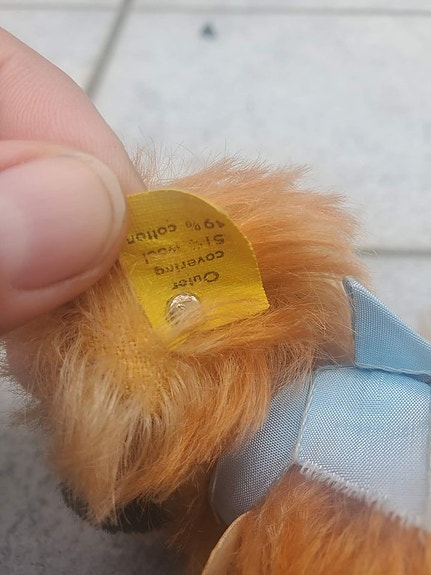 Outer
covering
51% wool
49% cotton